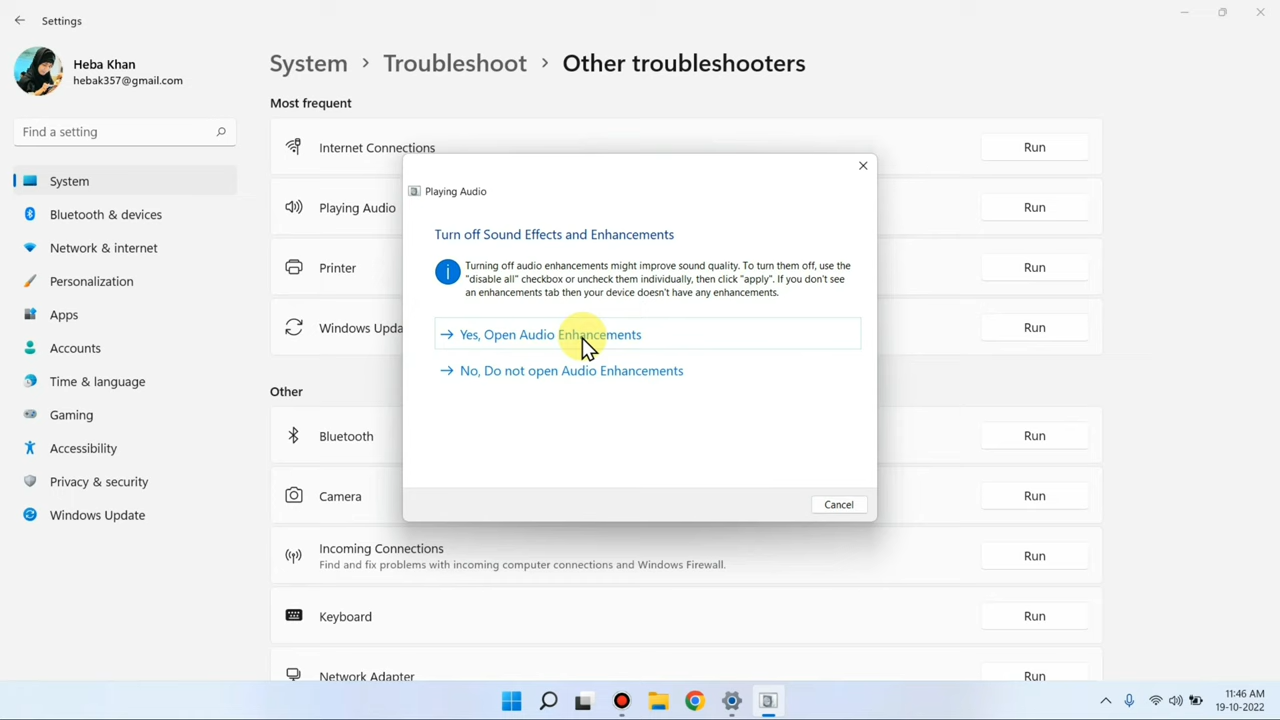 Settings
Heba Khan
hebak357@gmail.com
Find a setting
System
Bluetooth & devices
Network & internet
Personalization
Apps
Accounts
Time & language
Gaming
Accessibility
Privacy & security
Windows Update
System > Troubleshoot > Other troubleshooters
Most frequent
Internet Connections Run
Playing Audio Run
Printer Run
Windows Upda Run
Playing Audio
Turn off Sound Effects and Enhancements
Turning off audio enhancements might improve sound quality. To turn them off, use the
"disable all" checkbox or uncheck them individually, then click "apply". If you don't see
an enhancements tab then your device doesn't have any enhancements.
→ Yes, Open Audio Enhancements
→ No, Do not open Audio Enhancements
Cancel
Other
Bluetooth Run
Camera Run
Incoming Connections Run
Find and fix problems with incoming computer connections and Windows Firewall.
Keyboard Run
Network Adapter Run
11:46 AM
19-10-2022